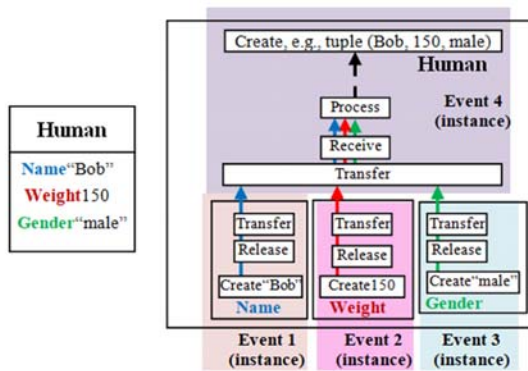 Human
Name“Bob”
Weight150
Gender“male”
Create, e.g., tuple (Bob, 150, male)
Human
Process
Event 4
(instance)
Receive
Transfer
Transfer
Release
Create“Bob”
Name
Transfer
Release
Create150
Weight
Transfer
Release
Create“male”
Gender
Event 1
(instance)
Event 2
(instance)
Event 3
(instance)